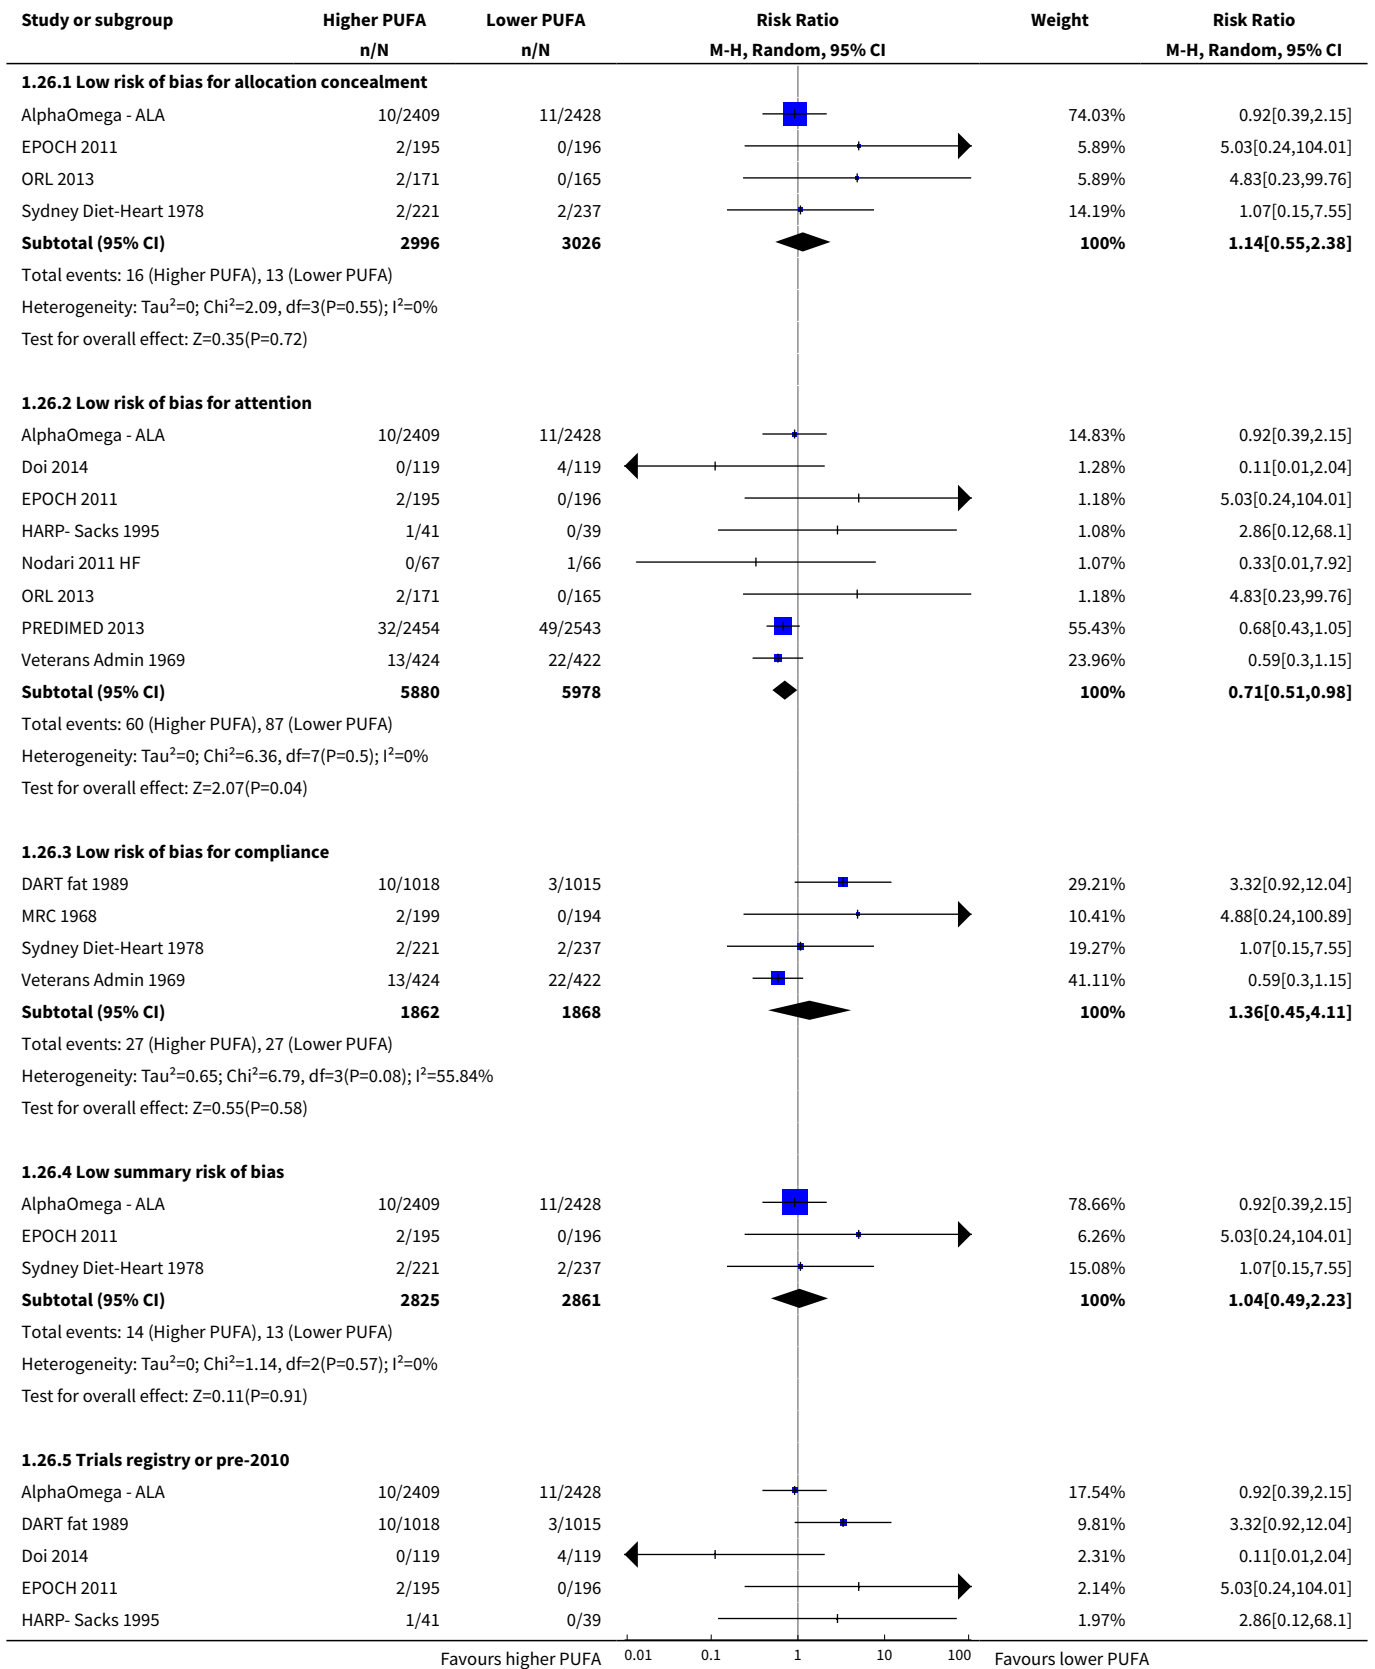 Study or subgroup Higher PUFA Lower PUFA Risk Ratio Weight Risk Ratio
n/N n/N M-H, Random, 95% CI M-H, Random, 95% CI
1.26.1 Low risk of bias for allocation concealment
AlphaOmega - ALA 10/2409 11/2428 74.03% 0.92[0.39,2.15]
EPOCH 2011 2/195 0/196 5.89% 5.03[0.24,104.01]
ORL 2013 2/171 0/165 5.89% 4.83[0.23,99.76]
Sydney Diet-Heart 1978 2/221 2/237 14.19% 1.07[0.15,7.55]
Subtotal (95% CI) 2996 3026 100% 1.14[0.55,2.38]
Total events: 16 (Higher PUFA), 13 (Lower PUFA)
Heterogeneity: Tau²=0; Chi²=2.09, df=3(P=0.55); I²=0%
Test for overall effect: Z=0.35(P=0.72)
1.26.2 Low risk of bias for attention
AlphaOmega - ALA 10/2409 11/2428 14.83% 0.92[0.39,2.15]
Doi 2014 0/119 4/119 1.28% 0.11[0.01,2.04]
EPOCH 2011 2/195 0/196 1.18% 5.03[0.24,104.01]
HARP- Sacks 1995 1/41 0/39 1.08% 2.86[0.12,68.1]
Nodari 2011 HF 0/67 1/66 1.07% 0.33[0.01,7.92]
ORL 2013 2/171 0/165 1.18% 4.83[0.23,99.76]
PREDIMED 2013 32/2454 49/2543 55.43% 0.68[0.43,1.05]
Veterans Admin 1969 13/424 22/422 23.96% 0.59[0.3,1.15]
Subtotal (95% CI) 5880 5978 100% 0.71[0.51,0.98]
Total events: 60 (Higher PUFA), 87 (Lower PUFA)
Heterogeneity: Tau²=0; Chi²=6.36, df=7(P=0.5); I²=0%
Test for overall effect: Z=2.07(P=0.04)
1.26.3 Low risk of bias for compliance
DART fat 1989 10/1018 3/1015 29.21% 3.32[0.92,12.04]
MRC 1968 2/199 0/194 10.41% 4.88[0.24,100.89]
Sydney Diet-Heart 1978 2/221 2/237 19.27% 1.07[0.15,7.55]
Veterans Admin 1969 13/424 22/422 41.11% 0.59[0.3,1.15]
Subtotal (95% CI) 1862 1868 100% 1.36[0.45,4.11]
Total events: 27 (Higher PUFA), 27 (Lower PUFA)
Heterogeneity: Tau²=0.65; Chi²=6.79, df=3(P=0.08); I²=55.84%
Test for overall effect: Z=0.55(P=0.58)
1.26.4 Low summary risk of bias
AlphaOmega - ALA 10/2409 11/2428 78.66% 0.92[0.39,2.15]
EPOCH 2011 2/195 0/196 6.26% 5.03[0.24,104.01]
Sydney Diet-Heart 1978 2/221 2/237 15.08% 1.07[0.15,7.55]
Subtotal (95% CI) 2825 2861 100% 1.04[0.49,2.23]
Total events: 14 (Higher PUFA), 13 (Lower PUFA)
Heterogeneity: Tau²=0; Chi²=1.14, df=2(P=0.57); I²=0%
Test for overall effect: Z=0.11(P=0.91)
1.26.5 Trials registry or pre-2010
AlphaOmega - ALA 10/2409 11/2428 17.54% 0.92[0.39,2.15]
DART fat 1989 10/1018 3/1015 9.81% 3.32[0.92,12.04]
Doi 2014 0/119 4/119 2.31% 0.11[0.01,2.04]
EPOCH 2011 2/195 0/196 2.14% 5.03[0.24,104.01]
HARP- Sacks 1995 1/41 0/39 1.97% 2.86[0.12,68.1]
Favours higher PUFA 0.01 0.1 1 10 100 Favours lower PUFA